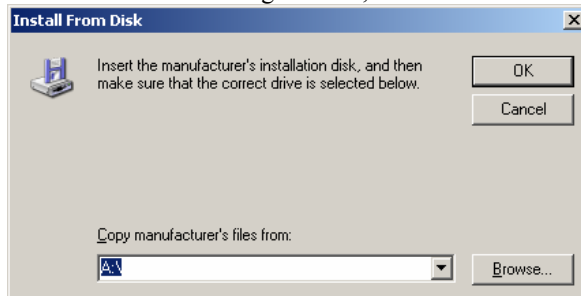 Install From Disk
Insert the manufacturer's installation disk, and then
make sure that the correct drive is selected below.
OK
Cancel
Copy manufacturer's files from:
A:\
Browse...